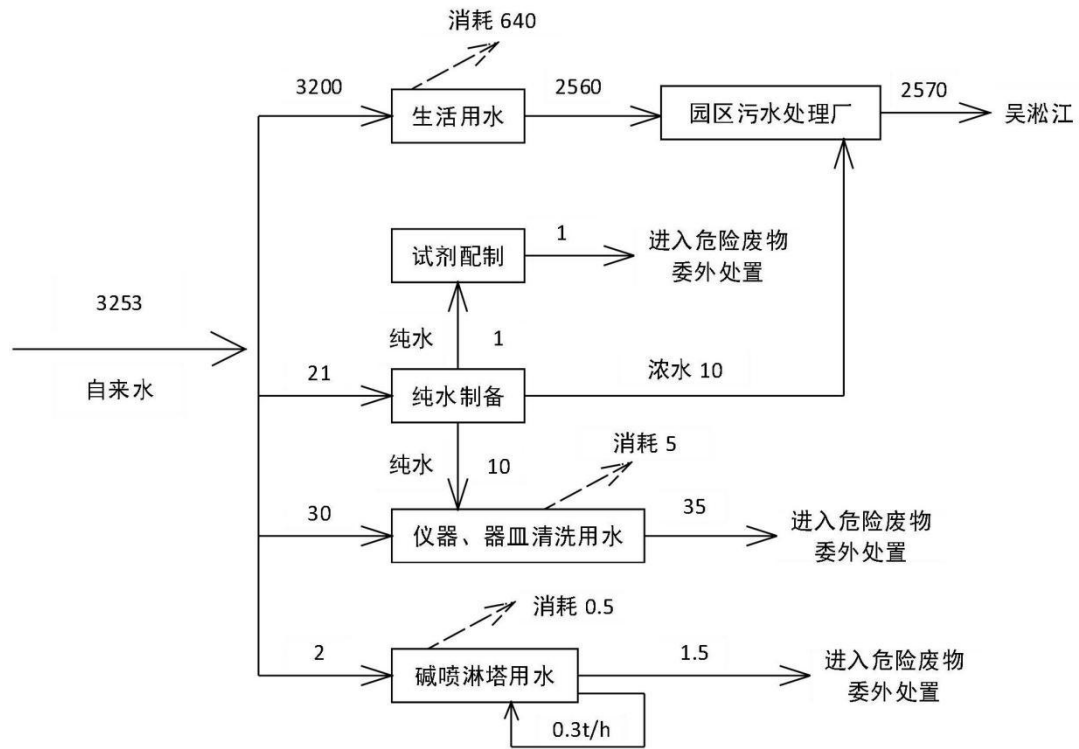 消耗 640
3200
生活用水
2560
园区污水处理厂
2570
吴淞江
试剂配制
1
进入危险废物
委外处置
3253
自来水
纯水
1
21
纯水制备
浓水 10
纯水
10
消耗 5
30
仪器、器皿清洗用水
35
进入危险废物
委外处置
消耗 0.5
2
碱喷淋塔用水
1.5
进入危险废物
委外处置
0.3t/h